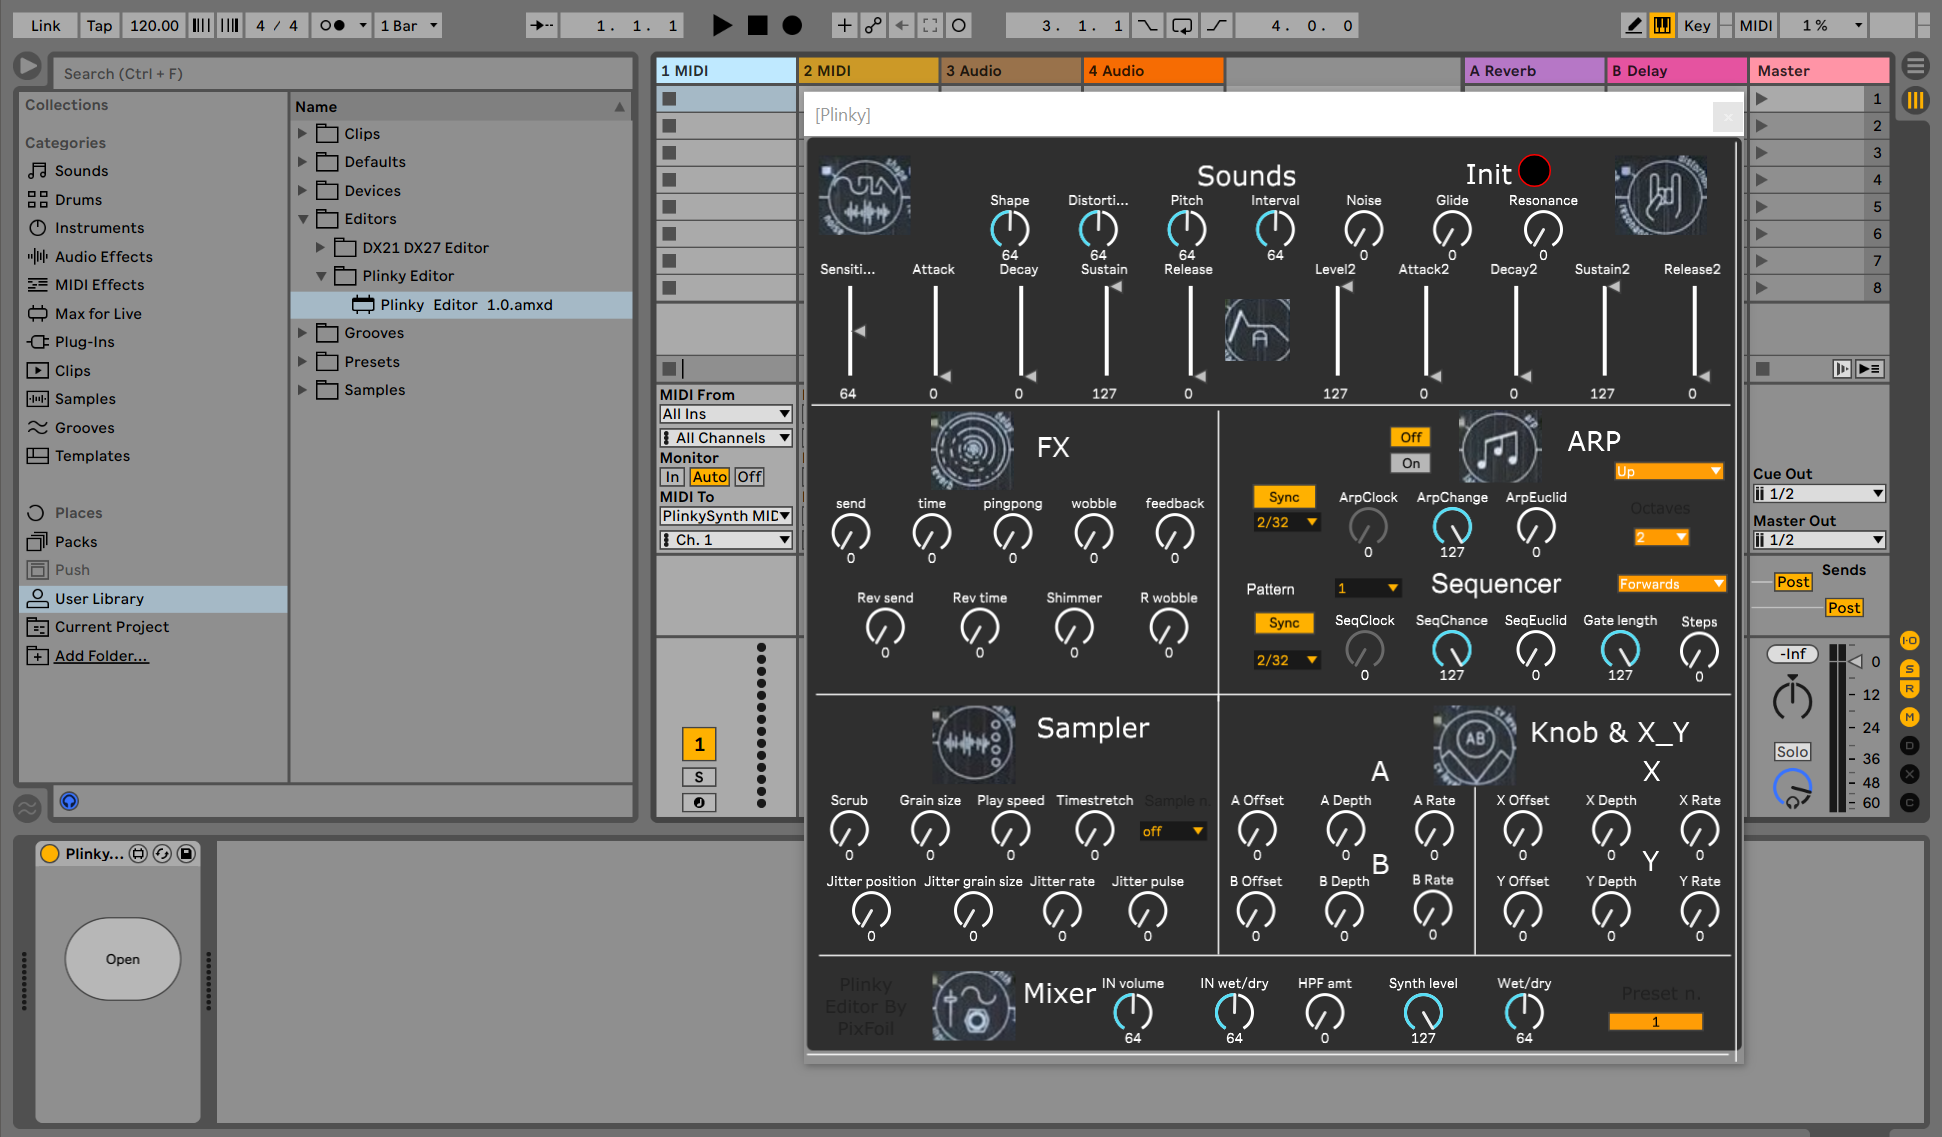 Link Tap 120.00 4 / 4 1 Bar 1. 1. 1 3. 1. 1 4. 0. 0 Key MIDI 1 %
Search (Ctrl + F)
Collections
Categories
Sounds
Drums
Instruments
Audio Effects
MIDI Effects
Max for Live
Plug-Ins
Clips
Samples
Grooves
Templates
Places
Packs
Push
User Library
Current Project
Add Folder...
Name
Clips
Defaults
Devices
Editors
DX21 DX27 Editor
Plinky Editor
Plinky Editor 1.0.amxd
Grooves
Presets
Samples
1 MIDI 2 MIDI 3 Audio 4 Audio A Reverb B Delay Master
MIDI From
All Ins
All Channels
Monitor
In Auto Off
MIDI To
PlinkySynth MID
Ch. 1
1
S
[Plinky]
Sounds Init
Shape Distorti... Pitch Interval Noise Glide Resonance
64 64 64 64 0 0 0
Sensiti... Attack Decay Sustain Release Level2 Attack2 Decay2 Sustain2 Release2
A
64 0 0 127 0 127 0 0 127 0
FX
send time pingpong wobble feedback
0 0 0 0 0
Rev send Rev time Shimmer R wobble
0 0 0 0
Off
On
ARP
Up
Sync
2/32
ArpClock ArpChange ArpEuclid
0 127 0
Octaves
2
Pattern 1 Sequencer Forwards
Sync
2/32
SeqClock SeqChance SeqEuclid Gate length Steps
0 127 0 127 0
Sampler
Scrub Grain size Play speed Timestretch Sample n.
off
0 0 0 0
Jitter position Jitter grain size Jitter rate Jitter pulse
0 0 0 0
AB
Knob & X_Y
A X
A Offset A Depth A Rate X Offset X Depth X Rate
0 0 0 0 0 0
B Y
B Offset B Depth B Rate Y Offset Y Depth Y Rate
0 0 0 0 0 0
Plinky
Editor By
PixFoil
Mixer
IN volume IN wet/dry HPF amt Synth level Wet/dry
64 64 0 127 64
Preset n.
1
1
2
3
4
5
6
7
8
Cue Out
1/2
Master Out
1/2
Sends
Post
Post
-Inf
0
12
24
36
48
60
Solo
I·O
S
R
M
D
X
C
Plinky...
Open